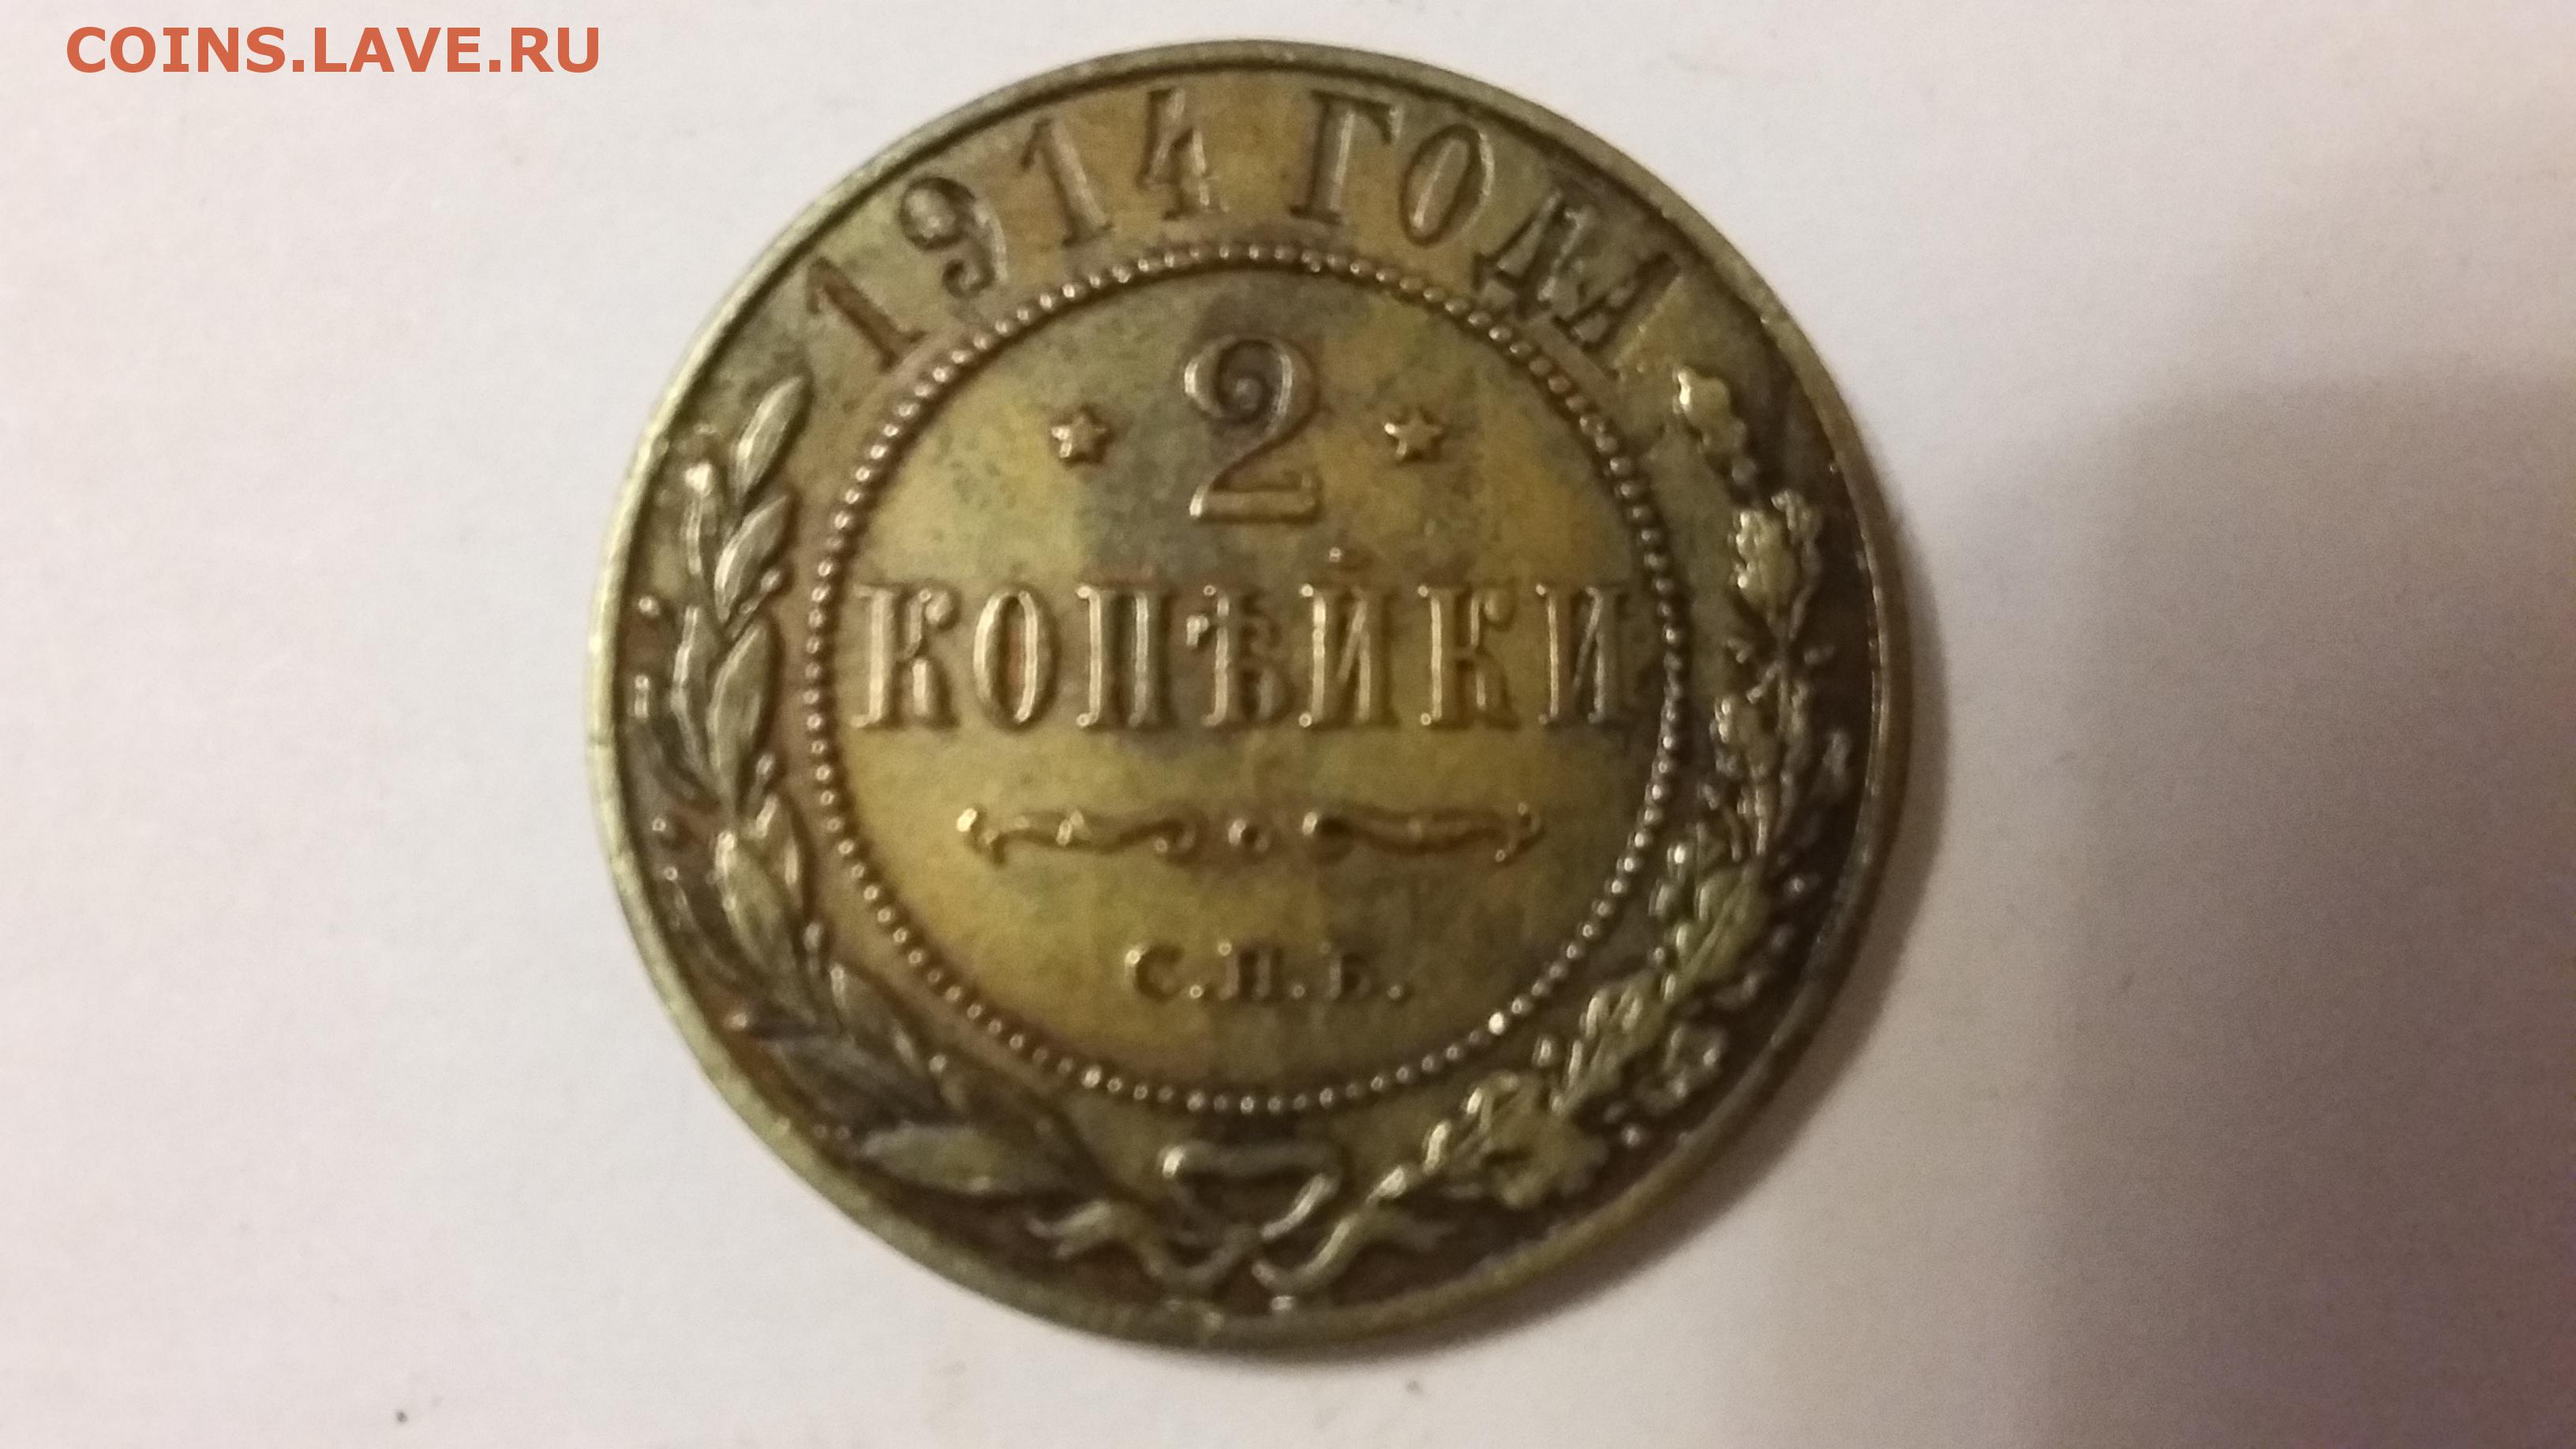 COINS.LAVE.RU
1914 ГОДА
2
КОПѢЙКИ
С.П.Б.